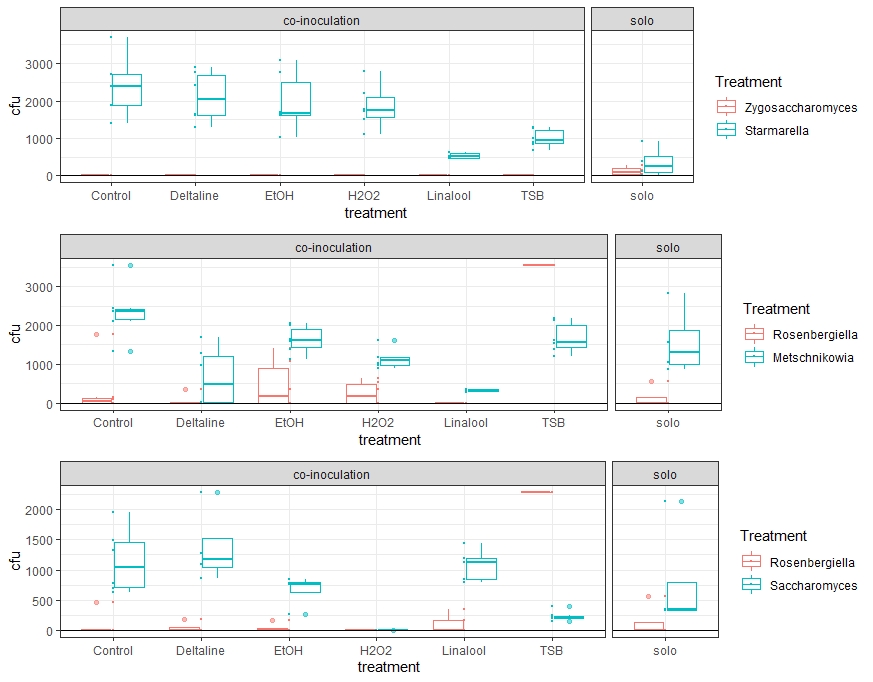 co-inoculation solo
3000
2000
1000
0
cfu
Control Deltaline EtOH H2O2 Linalool TSB solo
treatment
Treatment
Zygosaccharomyces
Starmarella
co-inoculation solo
3000
2000
1000
0
cfu
Control Deltaline EtOH H2O2 Linalool TSB solo
treatment
Treatment
Rosenbergiella
Metschnikowia
co-inoculation solo
2000
1500
1000
500
0
cfu
Control Deltaline EtOH H2O2 Linalool TSB solo
treatment
Treatment
Rosenbergiella
Saccharomyces